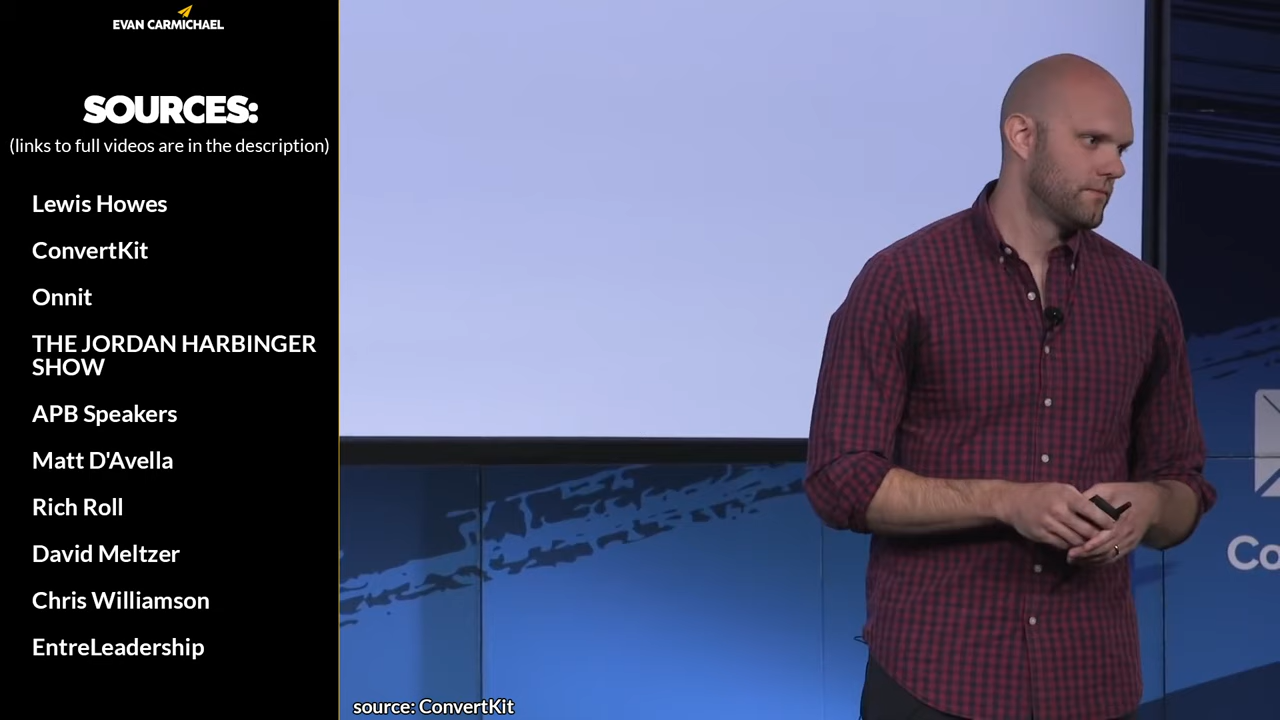 EVAN CARMICHAEL
SOURCES:
(links to full videos are in the description)
Lewis Howes
ConvertKit
Onnit
THE JORDAN HARBINGER
SHOW
APB Speakers
Matt D'Avella
Rich Roll
David Meltzer
Chris Williamson
EntreLeadership
source: ConvertKit
Co